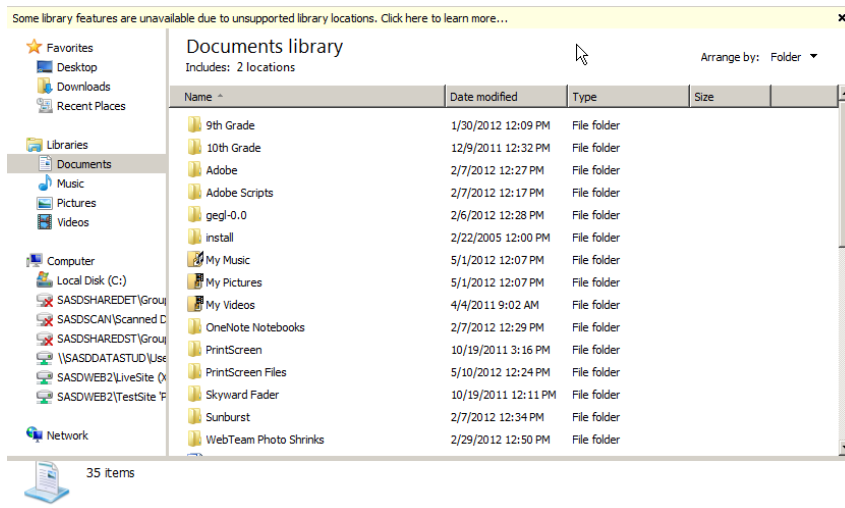 Some library features are unavailable due to unsupported library locations. Click here to learn more...
Favorites
Desktop
Downloads
Recent Places
Libraries
Documents
Music
Pictures
Videos
Computer
Local Disk (C:)
SASDSHAREDET\Grou
SASDSCAN\Scanned D
SASDSHAREDST\Grou
\\SASDDATASTUD\Use
SASDWEB2\LiveSite (X
SASDWEB2\TestSite 'P
Network
Documents library
Includes: 2 locations
Arrange by: Folder
Name Date modified Type Size
9th Grade 1/30/2012 12:09 PM File folder
10th Grade 12/9/2011 12:32 PM File folder
Adobe 2/7/2012 12:27 PM File folder
Adobe Scripts 2/7/2012 12:17 PM File folder
gegl-0.0 2/6/2012 12:28 PM File folder
install 2/22/2005 12:00 PM File folder
My Music 5/1/2012 12:07 PM File folder
My Pictures 5/1/2012 12:07 PM File folder
My Videos 4/4/2011 9:02 AM File folder
OneNote Notebooks 2/7/2012 12:29 PM File folder
PrintScreen 10/19/2011 3:16 PM File folder
PrintScreen Files 5/10/2012 12:24 PM File folder
Skyward Fader 10/19/2011 12:11 PM File folder
Sunburst 2/7/2012 12:34 PM File folder
WebTeam Photo Shrinks 2/29/2012 12:50 PM File folder
35 items